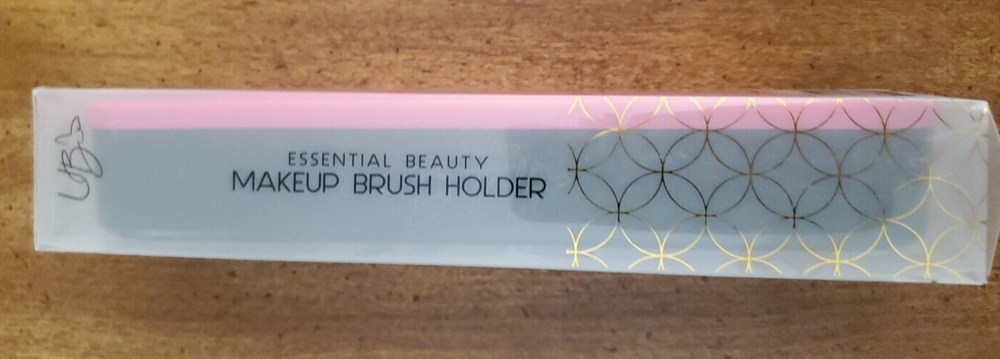 ESSENTIAL BEAUTY
MAKEUP BRUSH HOLDER